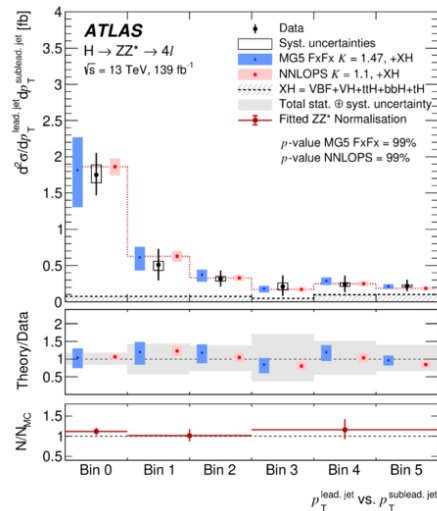 d²σ/dp_T^lead. jet dp_T^sublead. jet [fb]
4
3.5
3
2.5
2
1.5
1
0.5
0
ATLAS
H → ZZ* → 4l
√s = 13 TeV, 139 fb⁻¹
Data
Syst. uncertainties
MG5 FxFx K = 1.47, +XH
NNLOPS K = 1.1, +XH
XH = VBF+VH+ttH+bbH+tH
Total stat. ⊕ syst. uncertainty
Fitted ZZ* Normalisation
p-value MG5 FxFx = 99%
p-value NNLOPS = 99%
Theory/Data
2
1.5
1
0.5
N/N_MC
1.5
1
0.5
Bin 0 Bin 1 Bin 2 Bin 3 Bin 4 Bin 5
p_T^lead. jet vs. p_T^sublead. jet